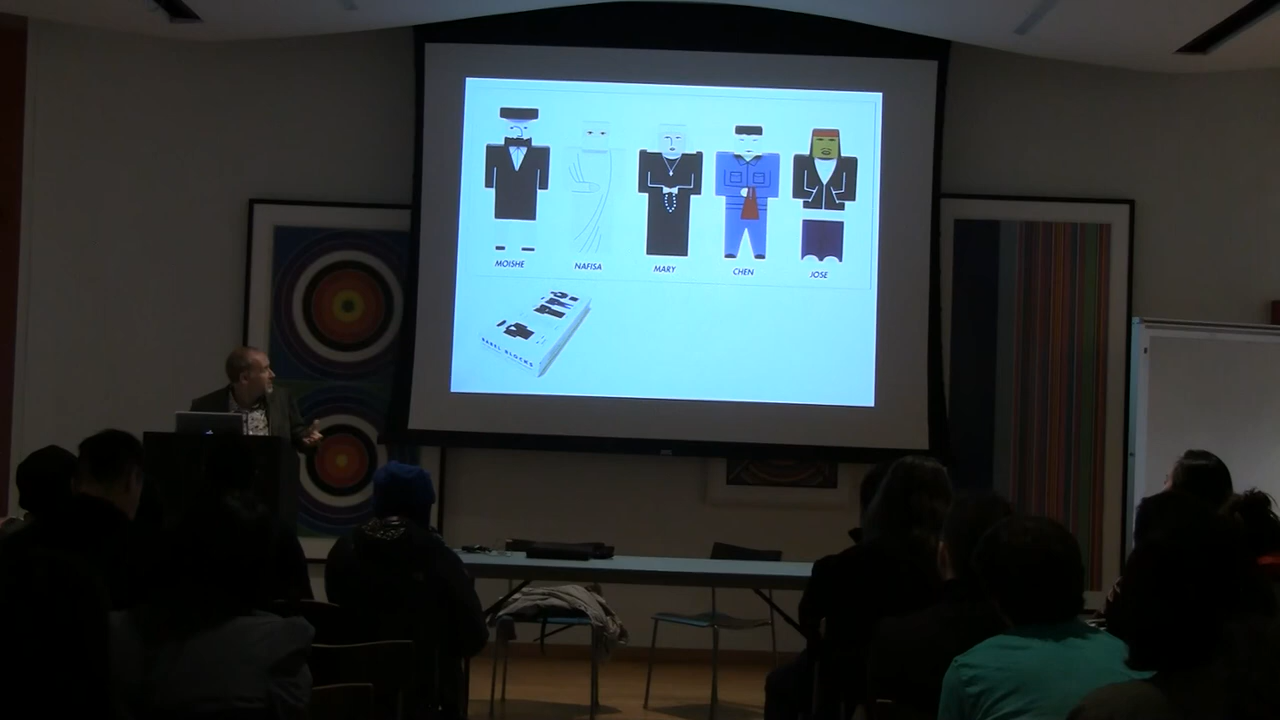 MOISHE
NAFISA
MARY
CHEN
JOSE
BABEL BLOCKS